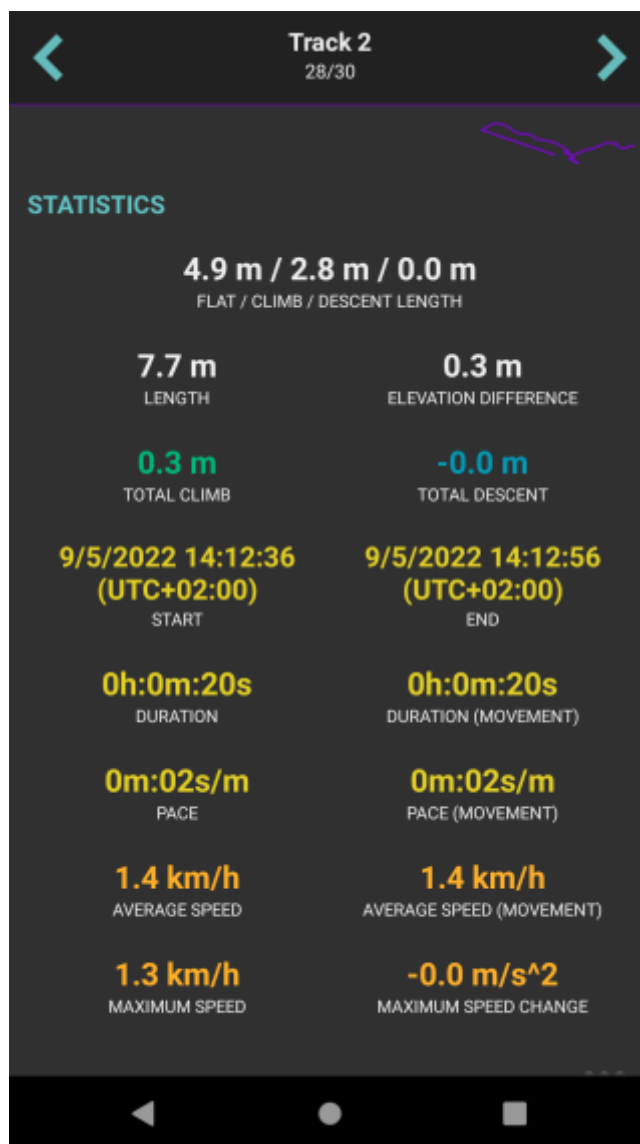 Track 2
28/30
STATISTICS
4.9 m / 2.8 m / 0.0 m
FLAT / CLIMB / DESCENT LENGTH
7.7 m
0.3 m
LENGTH
ELEVATION DIFFERENCE
0.3 m
-0.0 m
TOTAL CLIMB
TOTAL DESCENT
9/5/2022 14:12:36
(UTC+02:00)
START
9/5/2022 14:12:56
(UTC+02:00)
END
0h:0m:20s
0h:0m:20s
DURATION
DURATION (MOVEMENT)
0m:02s/m
0m:02s/m
PACE
PACE (MOVEMENT)
1.4 km/h
1.4 km/h
AVERAGE SPEED
AVERAGE SPEED (MOVEMENT)
1.3 km/h
-0.0 m/s^2
MAXIMUM SPEED
MAXIMUM SPEED CHANGE